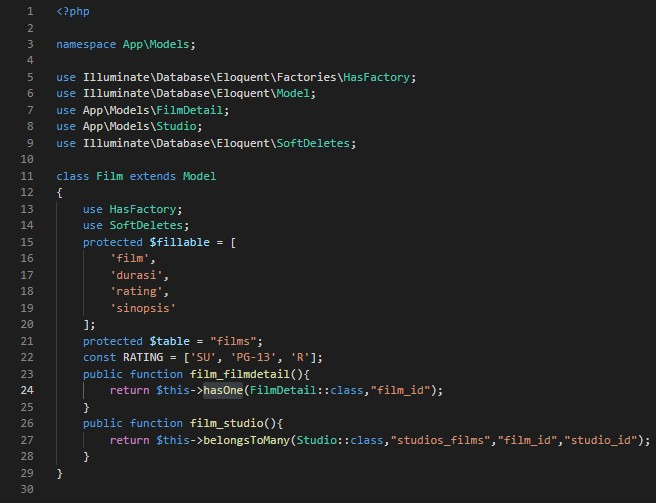 1 <?php
2
3 namespace App\Models;
4
5 use Illuminate\Database\Eloquent\Factories\HasFactory;
6 use Illuminate\Database\Eloquent\Model;
7 use App\Models\FilmDetail;
8 use App\Models\Studio;
9 use Illuminate\Database\Eloquent\SoftDeletes;
10
11 class Film extends Model
12 {
13     use HasFactory;
14     use SoftDeletes;
15     protected $fillable = [
16         'film',
17         'durasi',
18         'rating',
19         'sinopsis'
20     ];
21     protected $table = "films";
22     const RATING = ['SU', 'PG-13', 'R'];
23     public function film_filmdetail(){
24         return $this->hasOne(FilmDetail::class,"film_id");
25     }
26     public function film_studio(){
27         return $this->belongsToMany(Studio::class,"studios_films","film_id","studio_id");
28     }
29 }
30